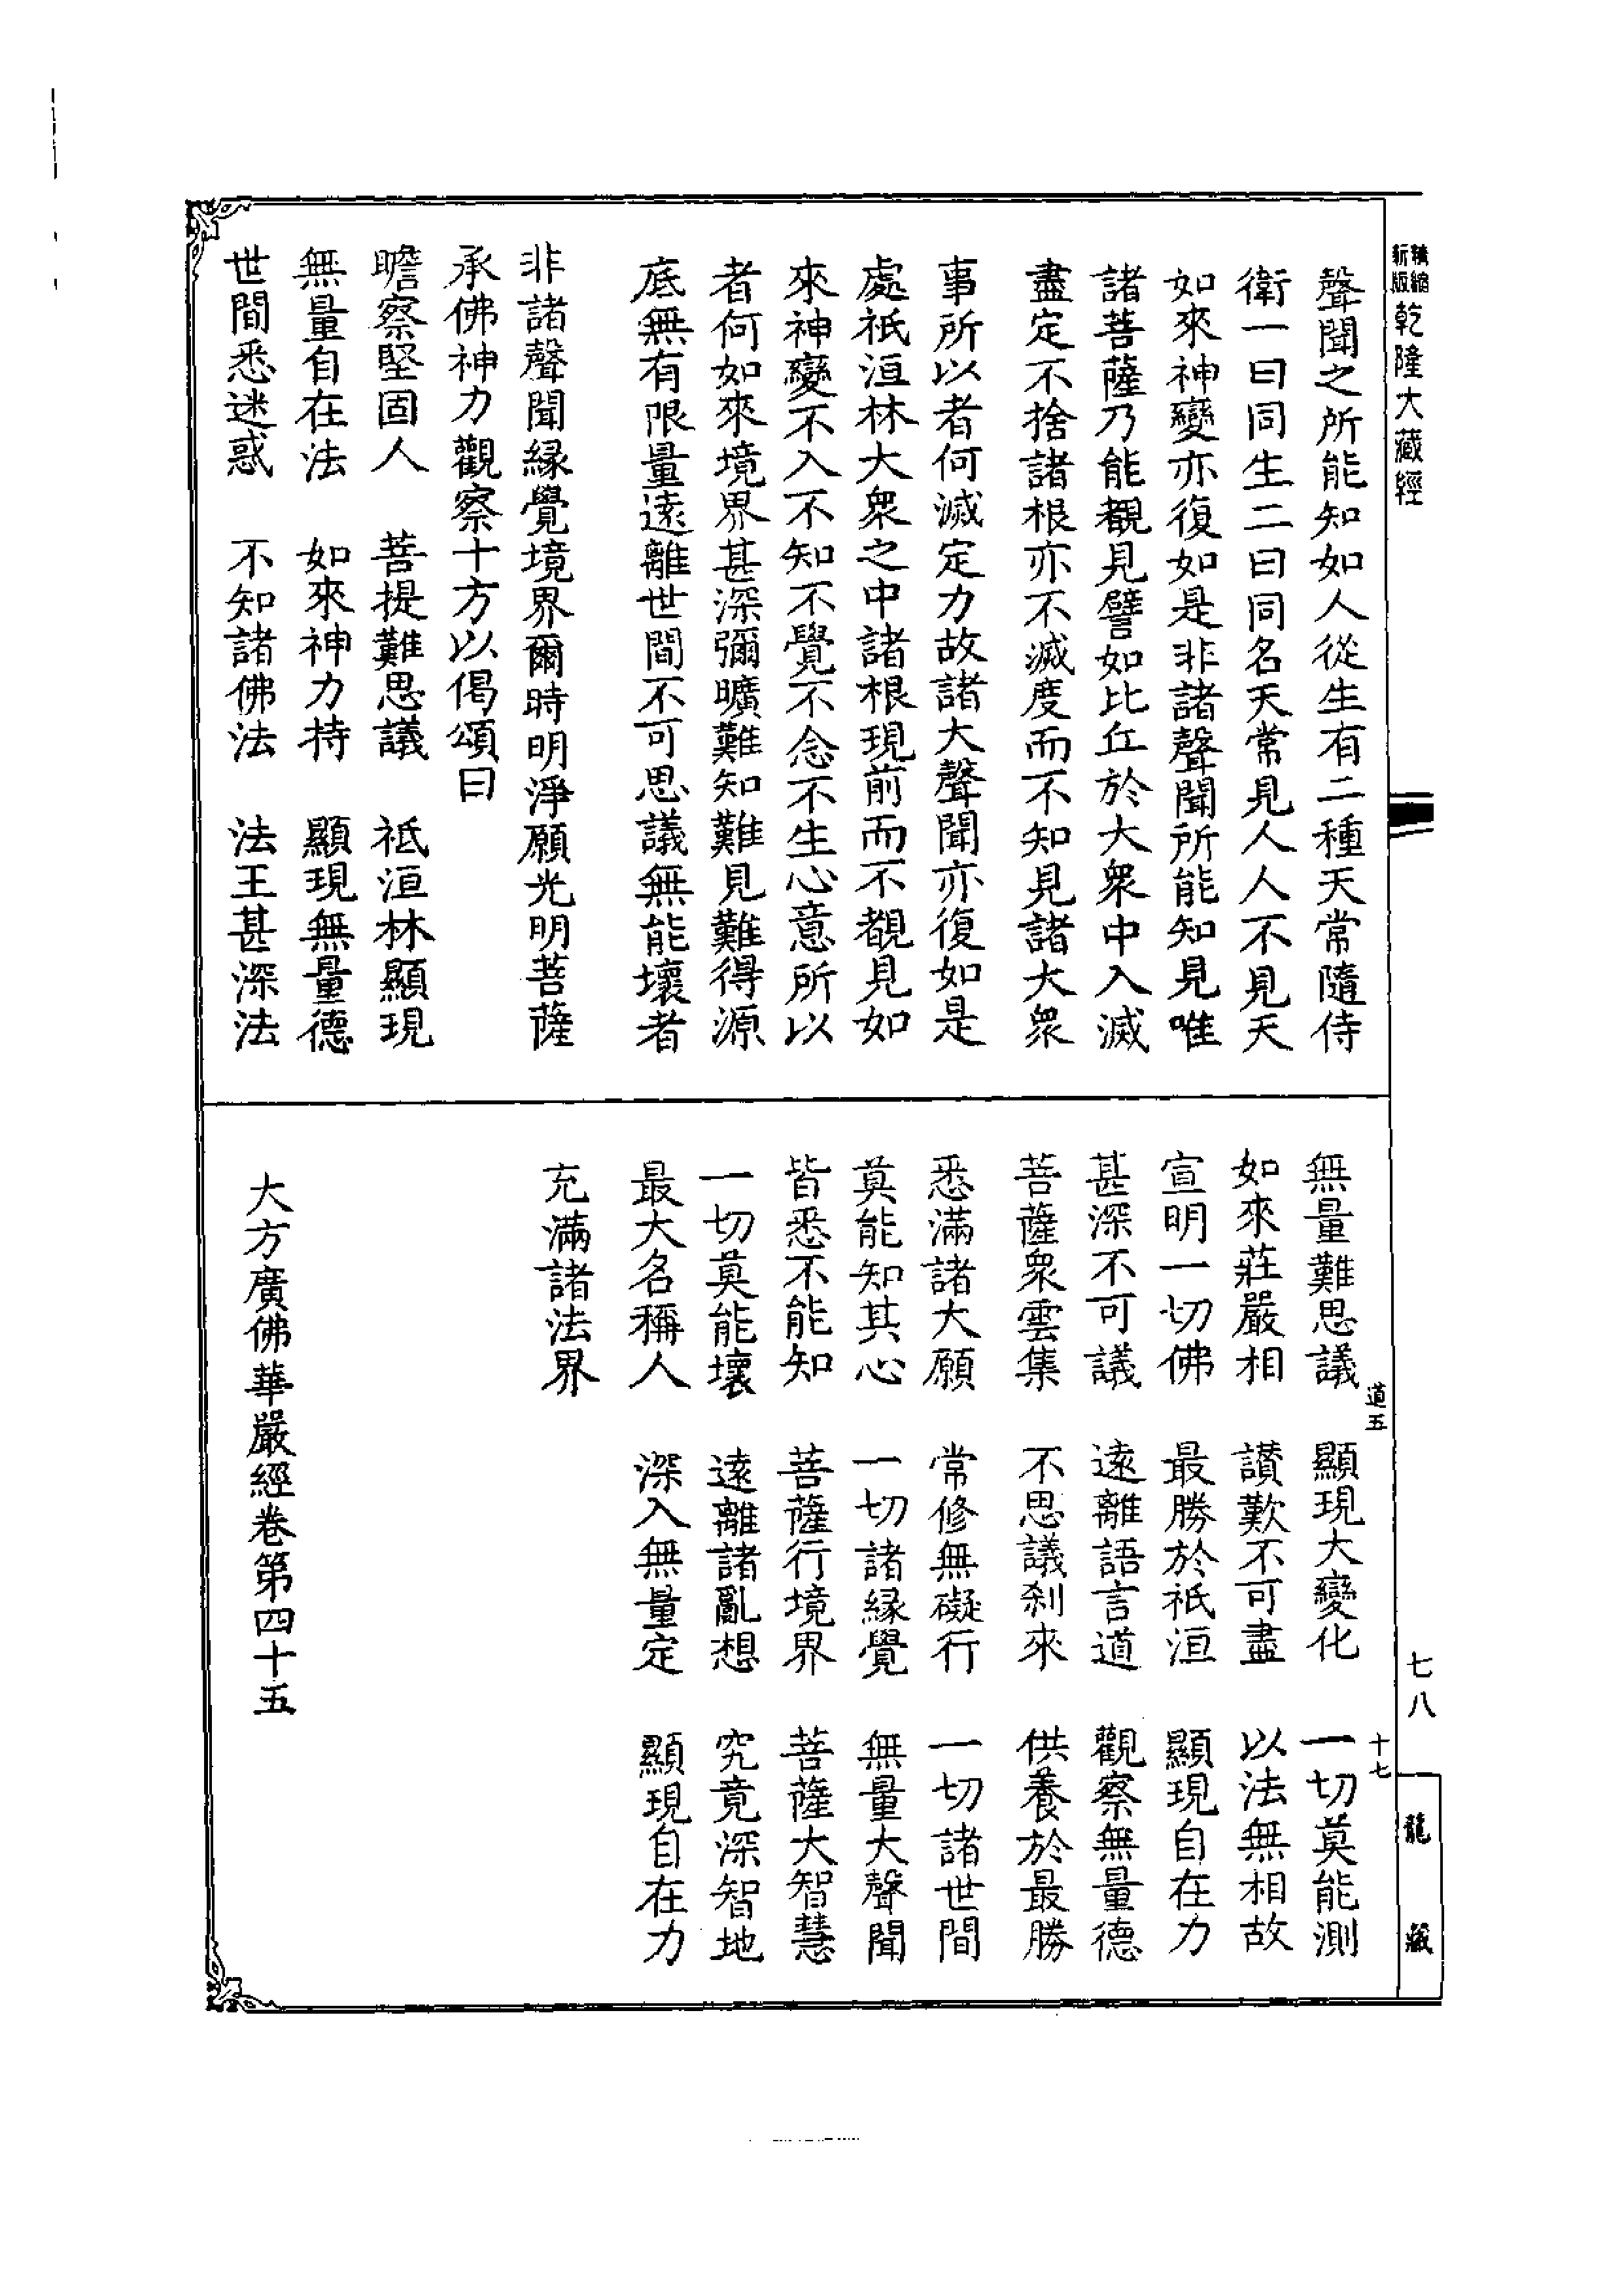 精縮新版乾隆大藏經
聲聞之所能知如人從生有二種天常隨侍
衛一曰同生二曰同名天常見人人不見天
如來神變亦復如是非諸聲聞所能知見唯
諸菩薩乃能覩見譬如比丘於大衆中入滅
盡定不捨諸根亦不滅度而不知見諸大衆
事所以者何滅定力故諸大聲聞亦復如是
處祇洹林大衆之中諸根現前而不覩見如
來神變不入不知不覺不念不生心意所以
者何如來境界甚深彌曠難知難見難得源
底無有限量遠離世間不可思議無能壞者
非諸聲聞緣覺境界爾時明淨願光明菩薩
承佛神力觀察十方以偈頌曰
瞻察堅固人 菩提難思議 祇洹林顯現
無量自在法 如來神力持 顯現無量德
世間悉迷惑 不知諸佛法 法王甚深法
無量難思議 顯現大變化 一切莫能測
如來莊嚴相 讚歎不可盡 以法無相故
宣明一切佛 最勝於祇洹 顯現自在力
甚深不可議 遠離語言道 觀察無量德
菩薩衆雲集 不思議刹來 供養於最勝
悉滿諸大願 常修無礙行 一切諸世間
莫能知其心 一切諸緣覺 無量大聲聞
皆悉不能知 菩薩行境界 菩薩大智慧
一切莫能壞 遠離諸亂想 究竟深智地
最大名稱人 深入無量定 顯現自在力
充滿諸法界
大方廣佛華嚴經卷第四十五
道五
十七
七八
龍藏